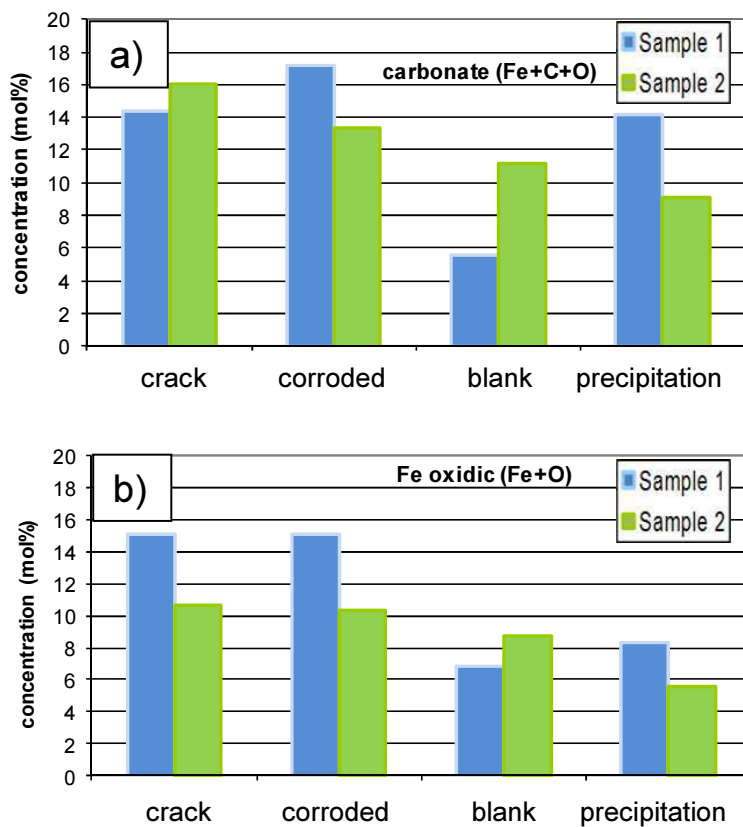 a)
carbonate (Fe+C+O)
Sample 1
Sample 2
concentration (mol%)
20
18
16
14
12
10
8
6
4
2
0
crack corroded blank precipitation
b)
Fe oxidic (Fe+O)
Sample 1
Sample 2
concentration (mol%)
20
18
16
14
12
10
8
6
4
2
0
crack corroded blank precipitation